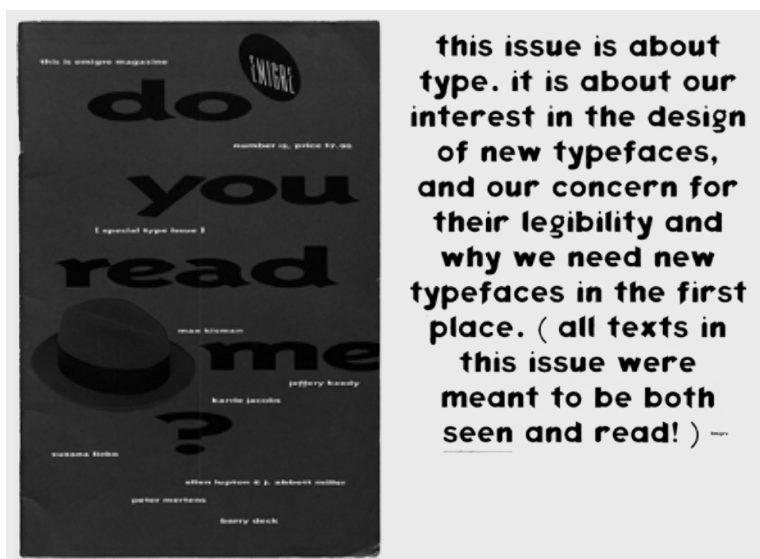 this is emigre magazine
EMIGRE
do
number 15, price $7.95
you
[ special type issue ]
read
max kisman
me
jeffery keedy
karrie jacobs
?
zuzana licko
ellen lupton & j. abbott miller
peter mertens
barry deck
this issue is about
type. it is about our
interest in the design
of new typefaces,
and our concern for
their legibility and
why we need new
typefaces in the first
place. ( all texts in
this issue were
meant to be both
seen and read! )